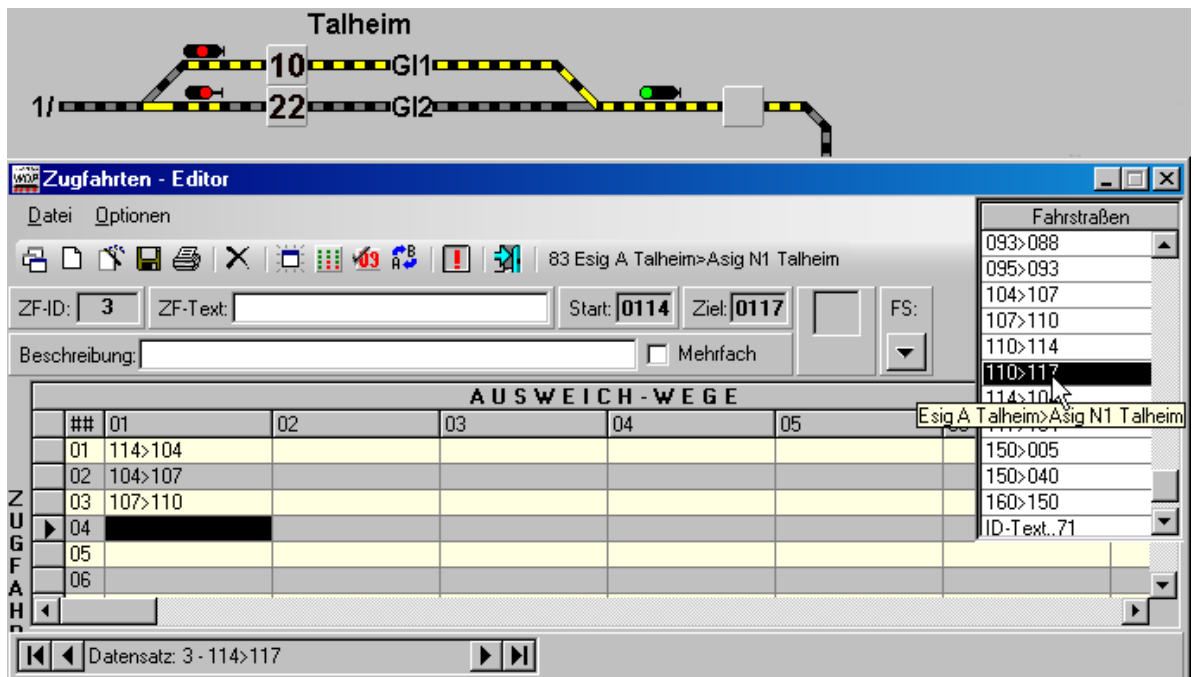 Talheim
10 Gl1
1/ 22 Gl2
Zugfahrten - Editor
Datei Optionen
83 Esig A Talheim>Asig N1 Talheim
ZF-ID: 3 ZF-Text: Start: 0114 Ziel: 0117 FS:
Beschreibung: Mehrfach
AUSWEICH-WEGE
## 01 02 03 04 05
01 114>104
02 104>107
03 107>110
04
05
06
ZUGFAH
Datensatz: 3 - 114>117
Fahrstraßen
093>088
095>093
104>107
107>110
110>114
110>117
114>10
Esig A Talheim>Asig N1 Talheim
150>005
150>040
160>150
ID-Text..71